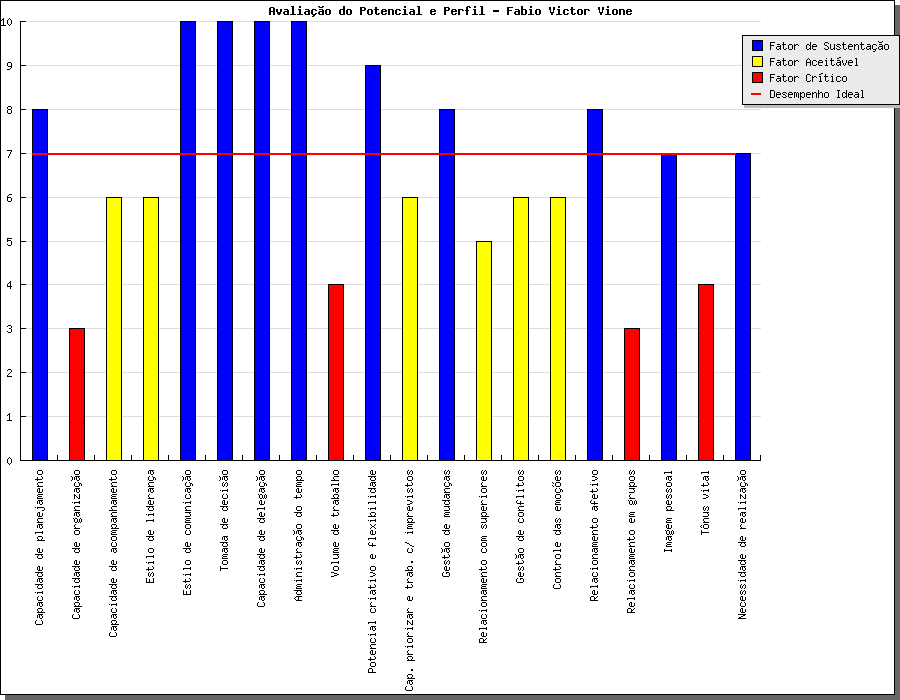 Avaliação do Potencial e Perfil - Fabio Victor Vione
Fator de Sustentação
Fator Aceitável
Fator Crítico
Desempenho Ideal
10
9
8
7
6
5
4
3
2
1
0
Capacidade de planejamento
Capacidade de organização
Capacidade de acompanhamento
Estilo de liderança
Estilo de comunicação
Tomada de decisão
Capacidade de delegação
Administração do tempo
Volume de trabalho
Potencial criativo e flexibilidade
Cap. priorizar e trab. c/ imprevistos
Gestão de mudanças
Relacionamento com superiores
Gestão de conflitos
Controle das emoções
Relacionamento afetivo
Relacionamento em grupos
Imagem pessoal
Tônus vital
Necessidade de realização